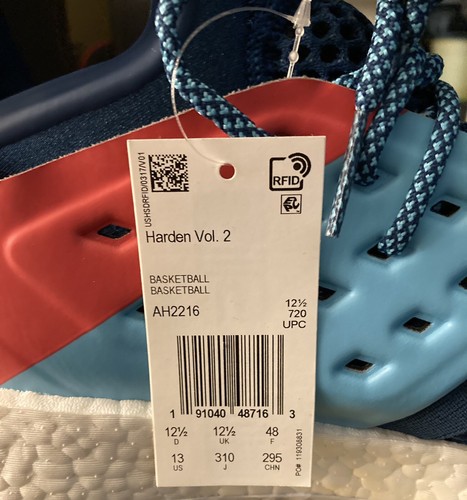 USHSDRFID/0317/V01
RFID
Harden Vol. 2
BASKETBALL
BASKETBALL
AH2216
12½
720
UPC
1 91040 48716 3
12½ 12½ 48
D UK F
13 310 295
US J CHN
PO# 119308831